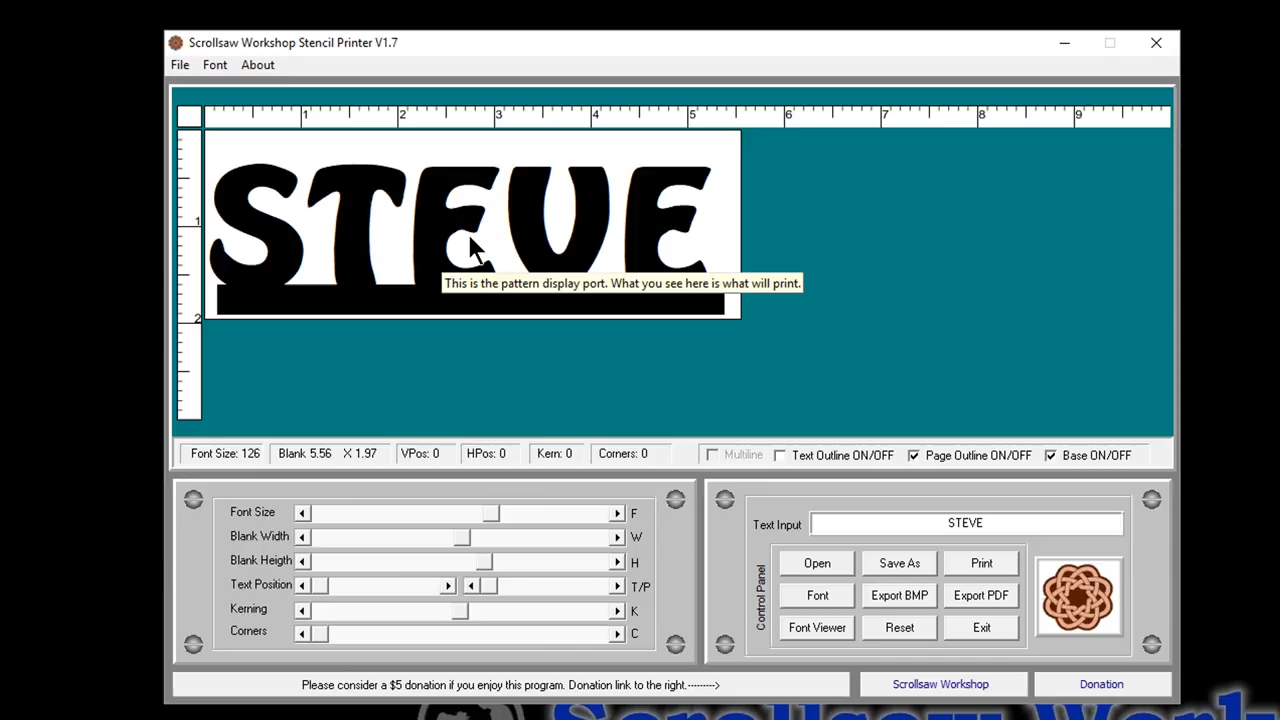 Scrollsaw Workshop Stencil Printer V1.7
File Font About
1 2 3 4 5 6 7 8 9
STEVE
1
This is the pattern display port. What you see here is what will print.
2
Font Size: 126 Blank 5.56 X 1.97 VPos: 0 HPos: 0 Kern: 0 Corners: 0 Multiline Text Outline ON/OFF Page Outline ON/OFF Base ON/OFF
Font Size F
Blank Width W
Blank Heigth H
Text Position T/P
Kerning K
Corners C
Text Input STEVE
Control Panel
Open Save As Print
Font Export BMP Export PDF
Font Viewer Reset Exit
Please consider a $5 donation if you enjoy this program. Donation link to the right.-------->
Scrollsaw Workshop Donation
Scrollsaw Work